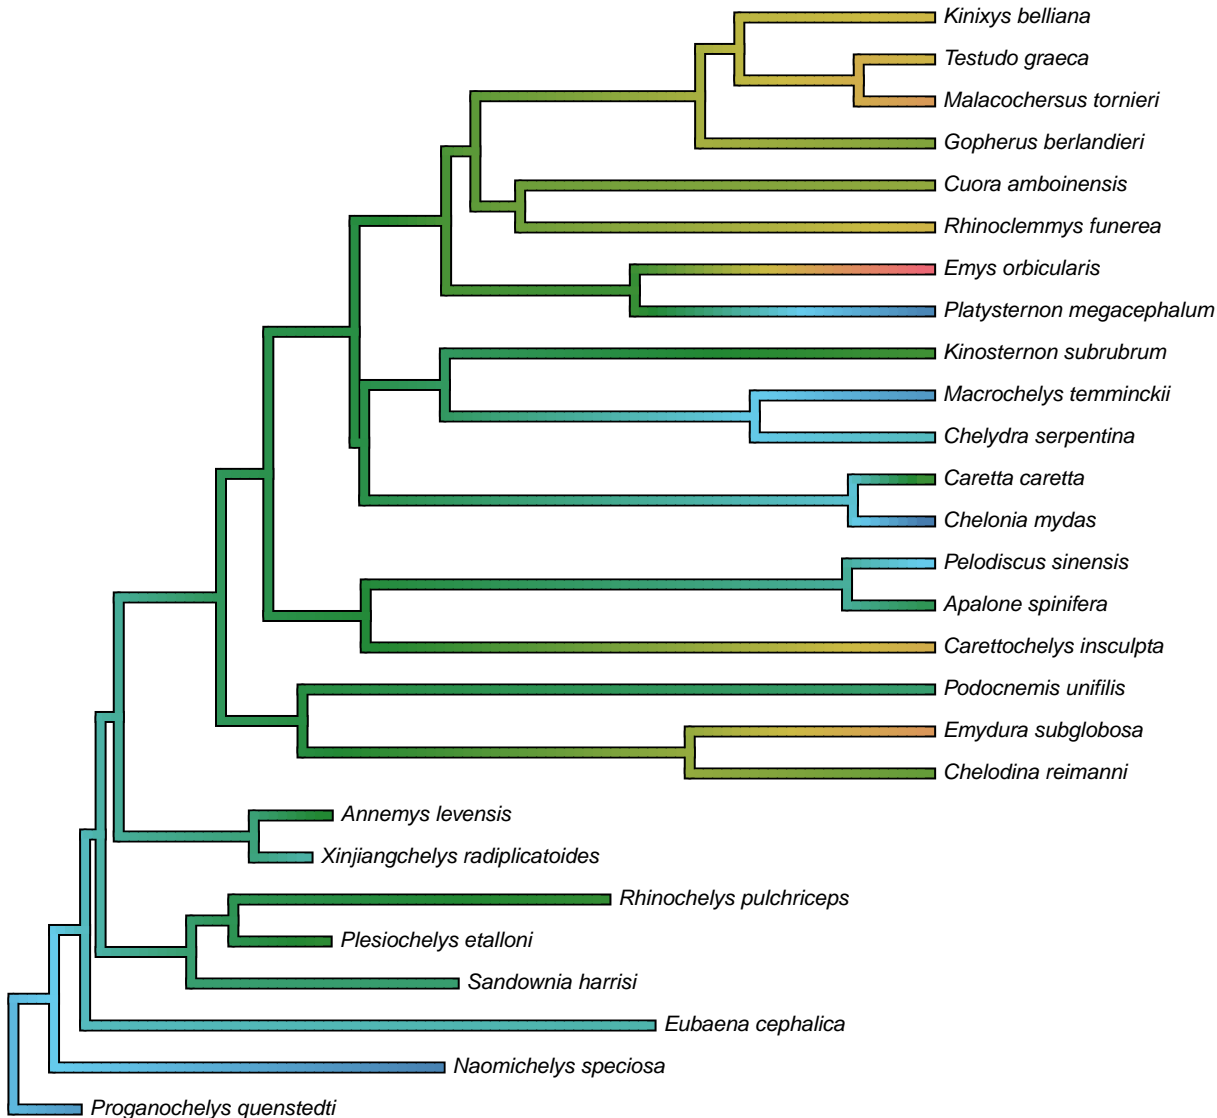 Kinixys belliana
Testudo graeca
Malacochersus tornieri
Gopherus berlandieri
Cuora amboinensis
Rhinoclemmys funerea
Emys orbicularis
Platysternon megacephalum
Kinosternon subrubrum
Macrochelys temminckii
Chelydra serpentina
Caretta caretta
Chelonia mydas
Pelodiscus sinensis
Apalone spinifera
Carettochelys insculpta
Podocnemis unifilis
Emydura subglobosa
Chelodina reimanni
Annemys levensis
Xinjiangchelys radiplicatoides
Rhinochelys pulchriceps
Plesiochelys etalloni
Sandownia harrisi
Eubaena cephalica
Naomichelys speciosa
Proganochelys quenstedti